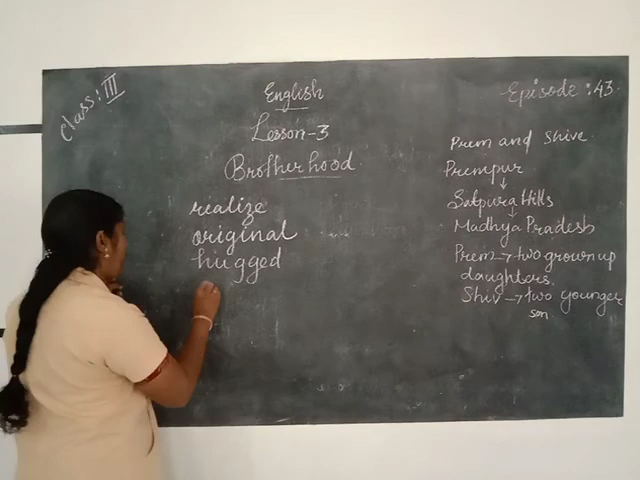 Class: III
English
Episode: 43
Lesson-3
Brotherhood
realize
original
hugged
Prem and Shive
Prempur
↓
Satpura Hills
↓
Madhya Pradesh
Prem → two grown up
daughters.
Shiv → two younger
son